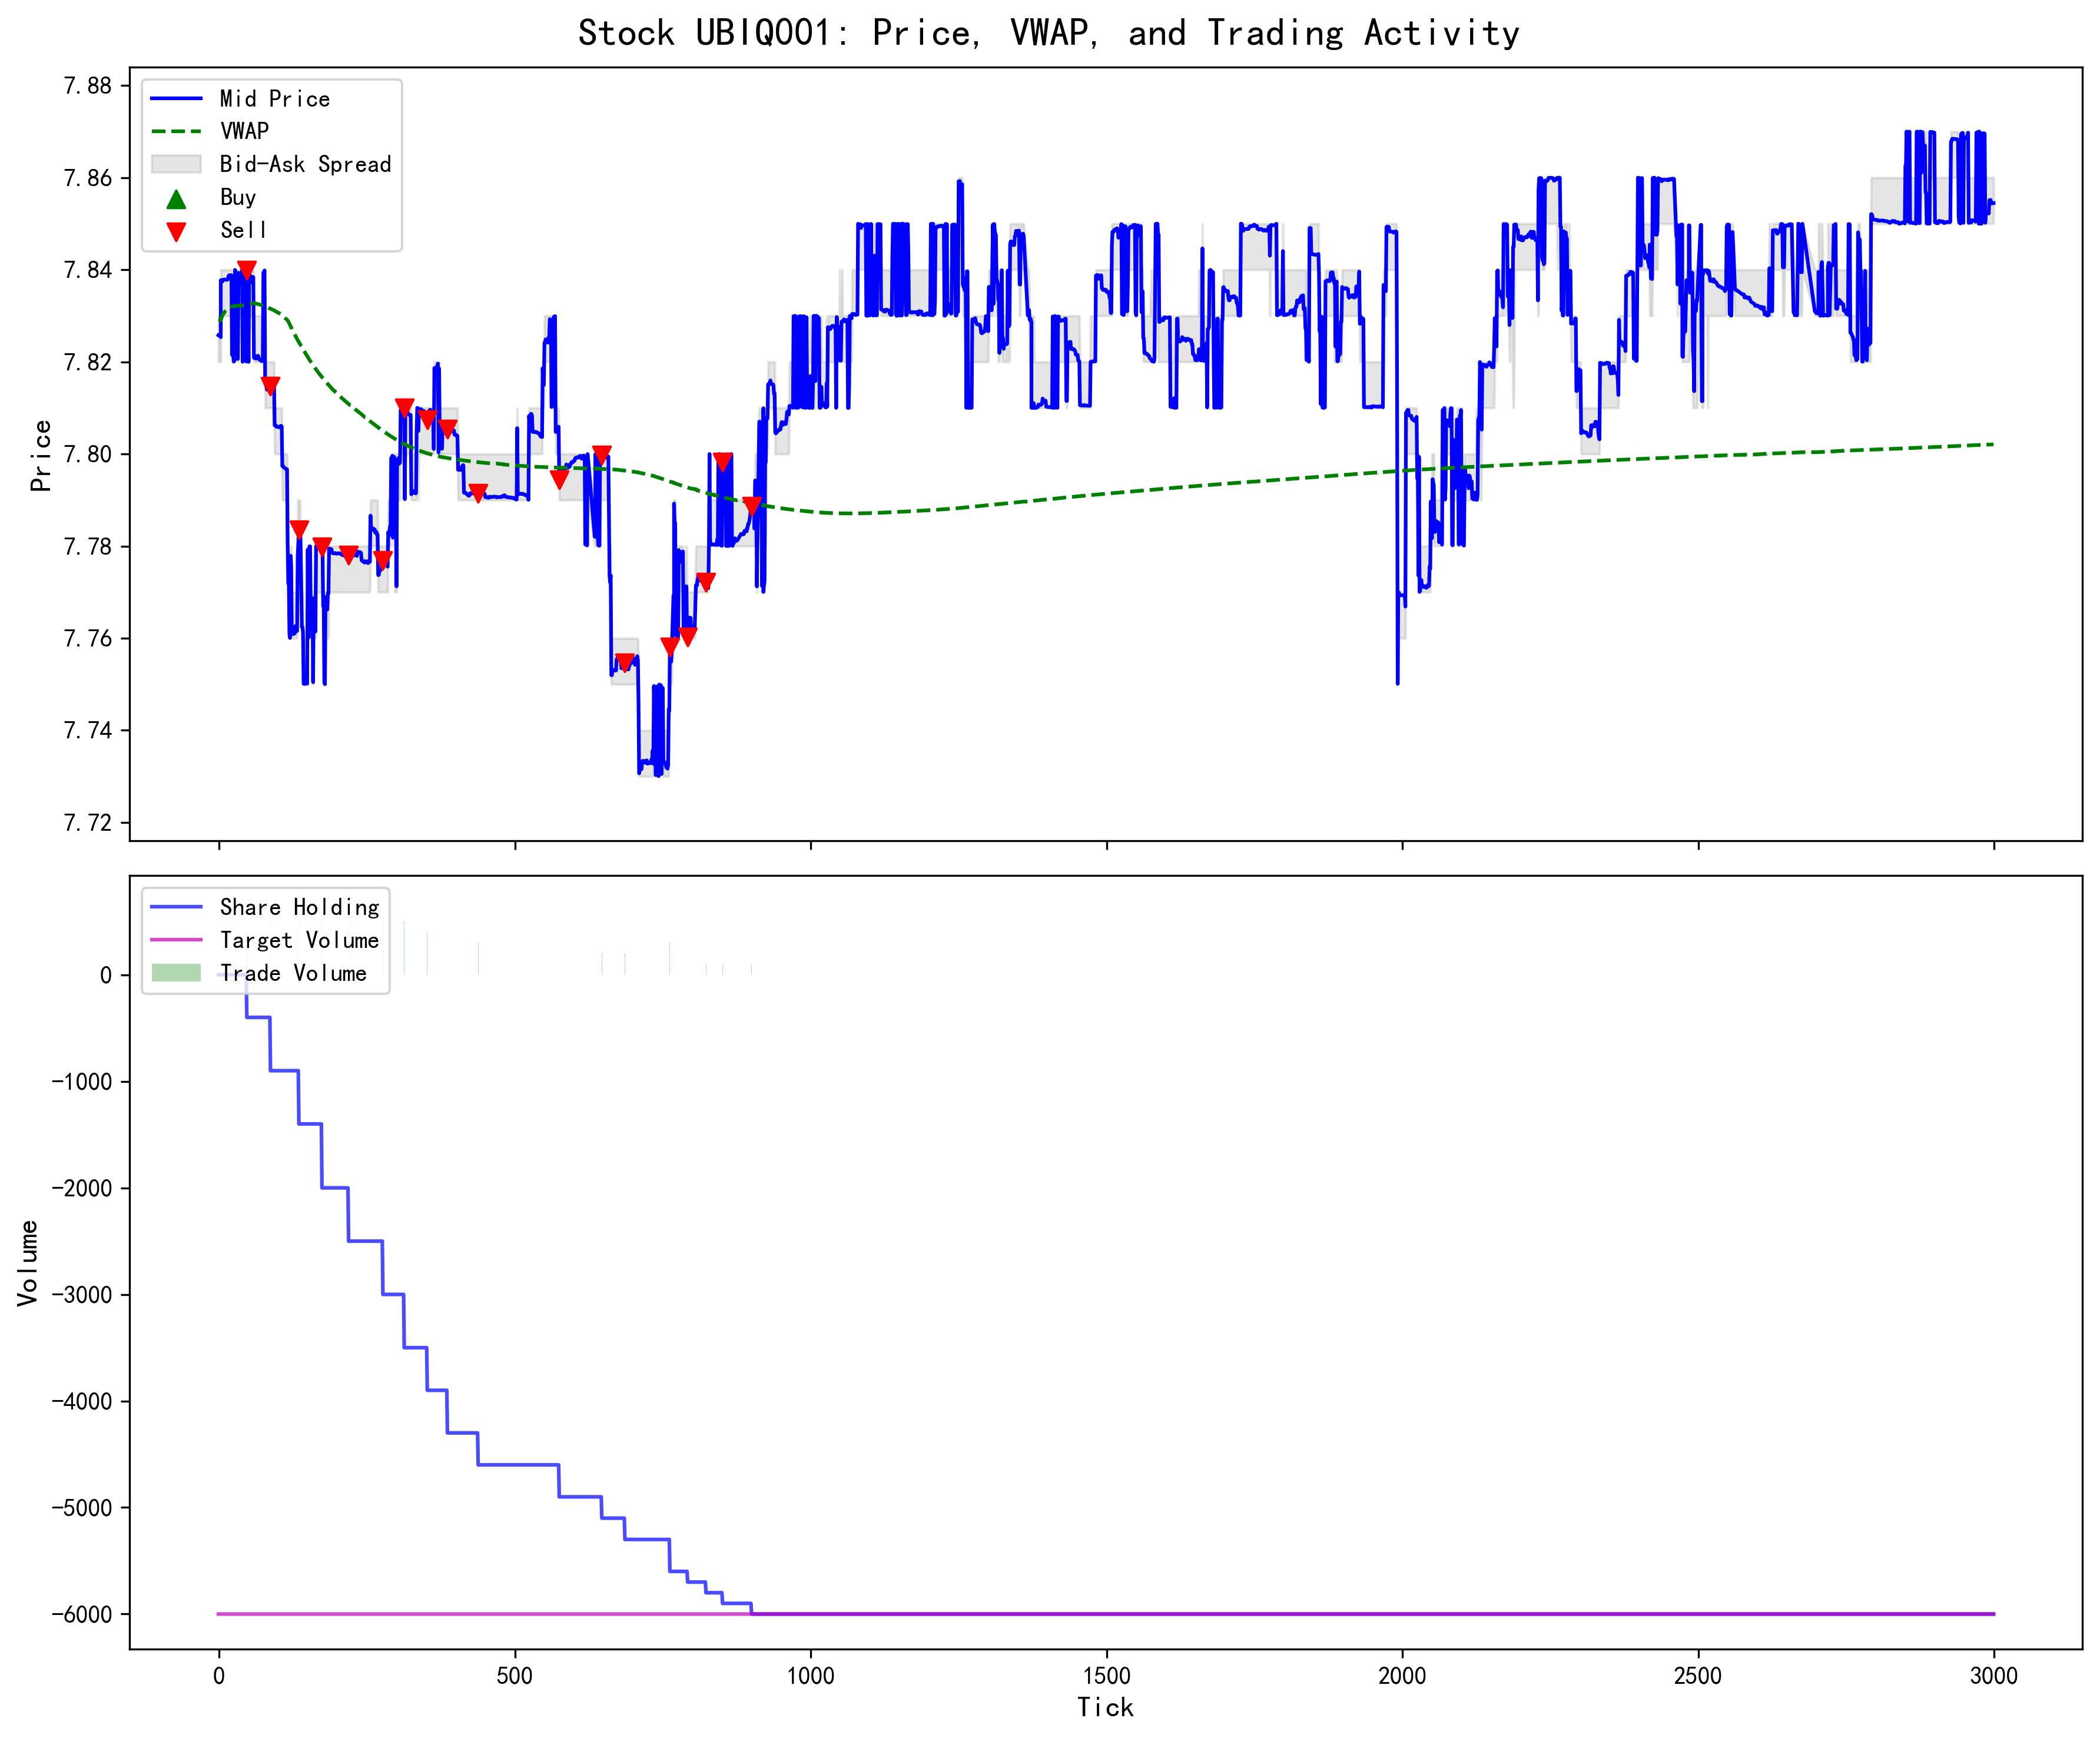 Stock UBIQ001: Price, VWAP, and Trading Activity
7.88
7.86
7.84
7.82
7.80
7.78
7.76
7.74
7.72
Price
Mid Price
VWAP
Bid-Ask Spread
Buy
Sell
Share Holding
Target Volume
Trade Volume
0
-1000
-2000
-3000
-4000
-5000
-6000
Volume
0
500
1000
1500
2000
2500
3000
Tick